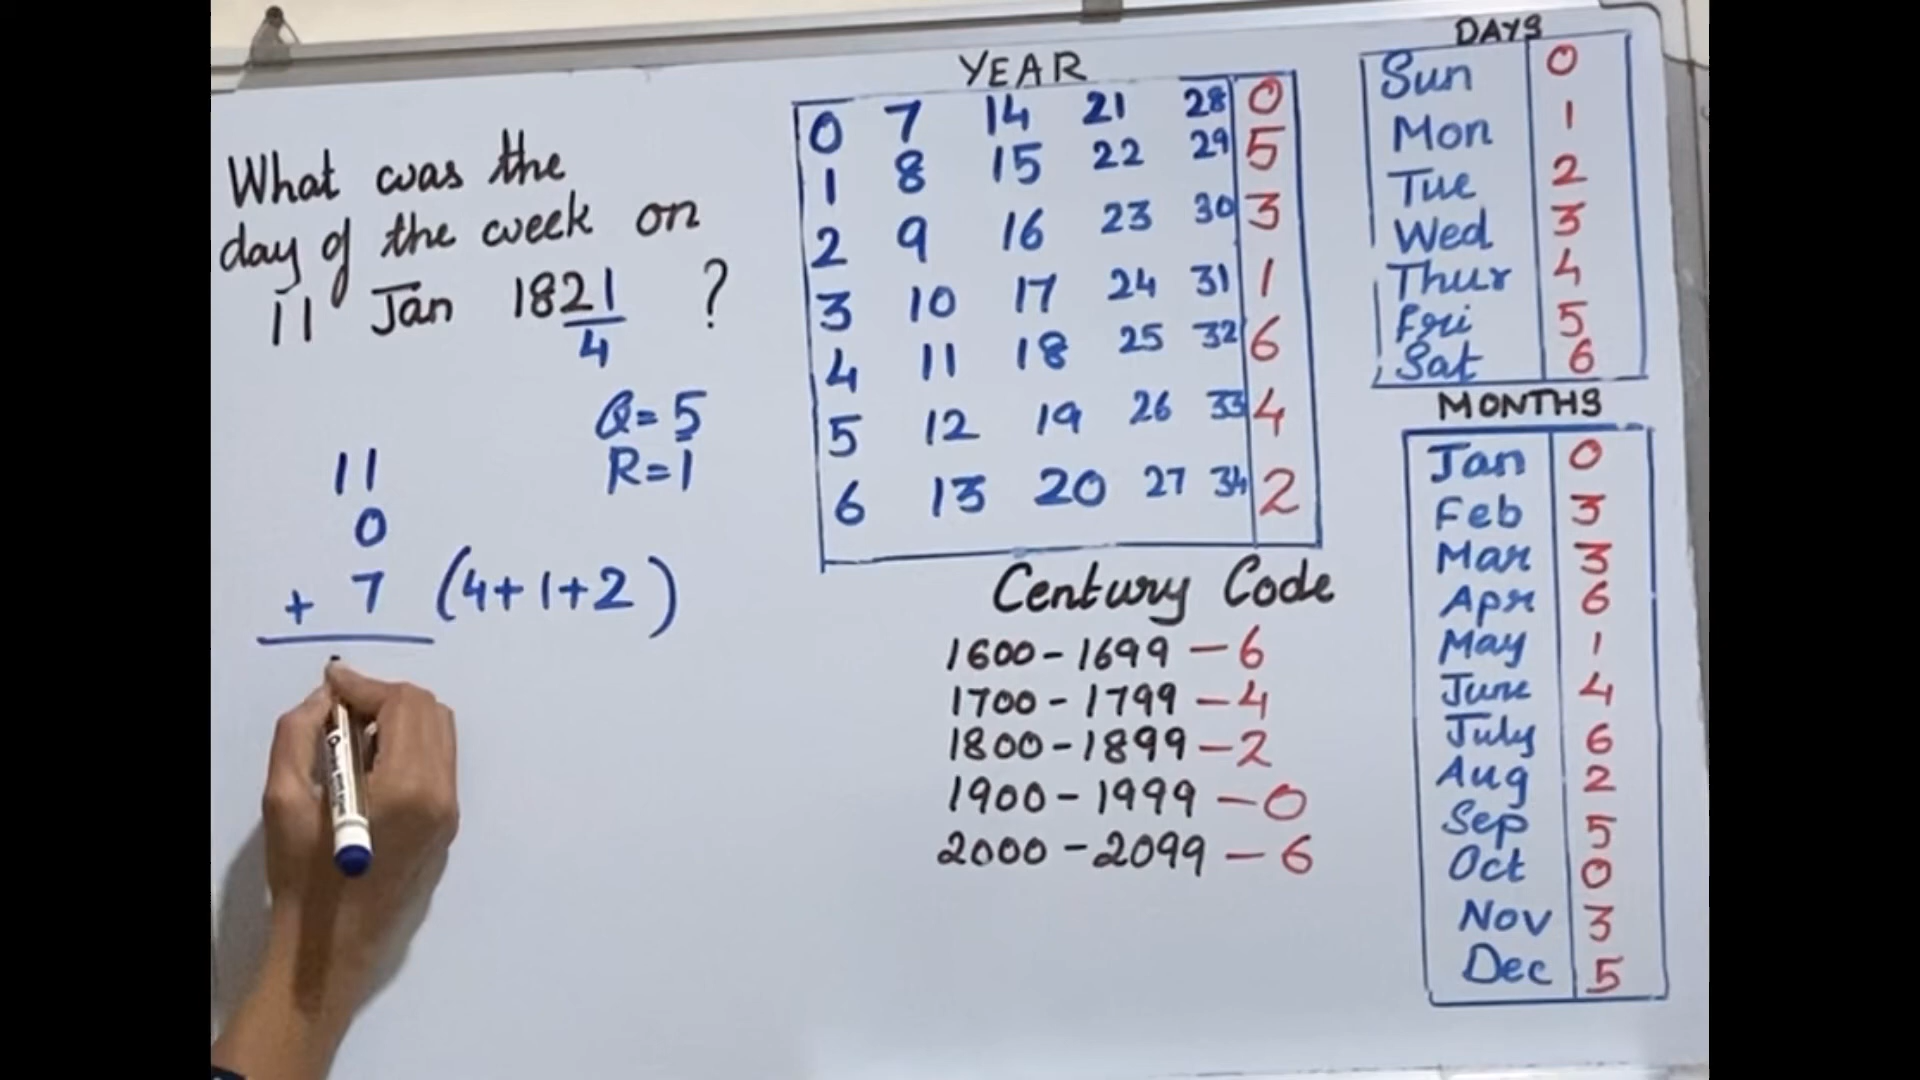 What was the
day of the week on
11 Jan 1821 ?
4
Q=5
R=1
11
0
+ 7 (4+1+2)
YEAR
0 7 14 21 28 0
1 8 15 22 29 5
2 9 16 23 30 3
3 10 17 24 31 1
4 11 18 25 32 6
5 12 19 26 33 4
6 13 20 27 34 2
Century Code
1600-1699-6
1700-1799-4
1800-1899-2
1900-1999-0
2000-2099-6
DAYS
Sun 0
Mon 1
Tue 2
Wed 3
Thur 4
Fri 5
Sat 6
MONTHS
Jan 0
Feb 3
Mar 3
Apr 6
May 1
June 4
July 6
Aug 2
Sep 5
Oct 0
Nov 3
Dec 5